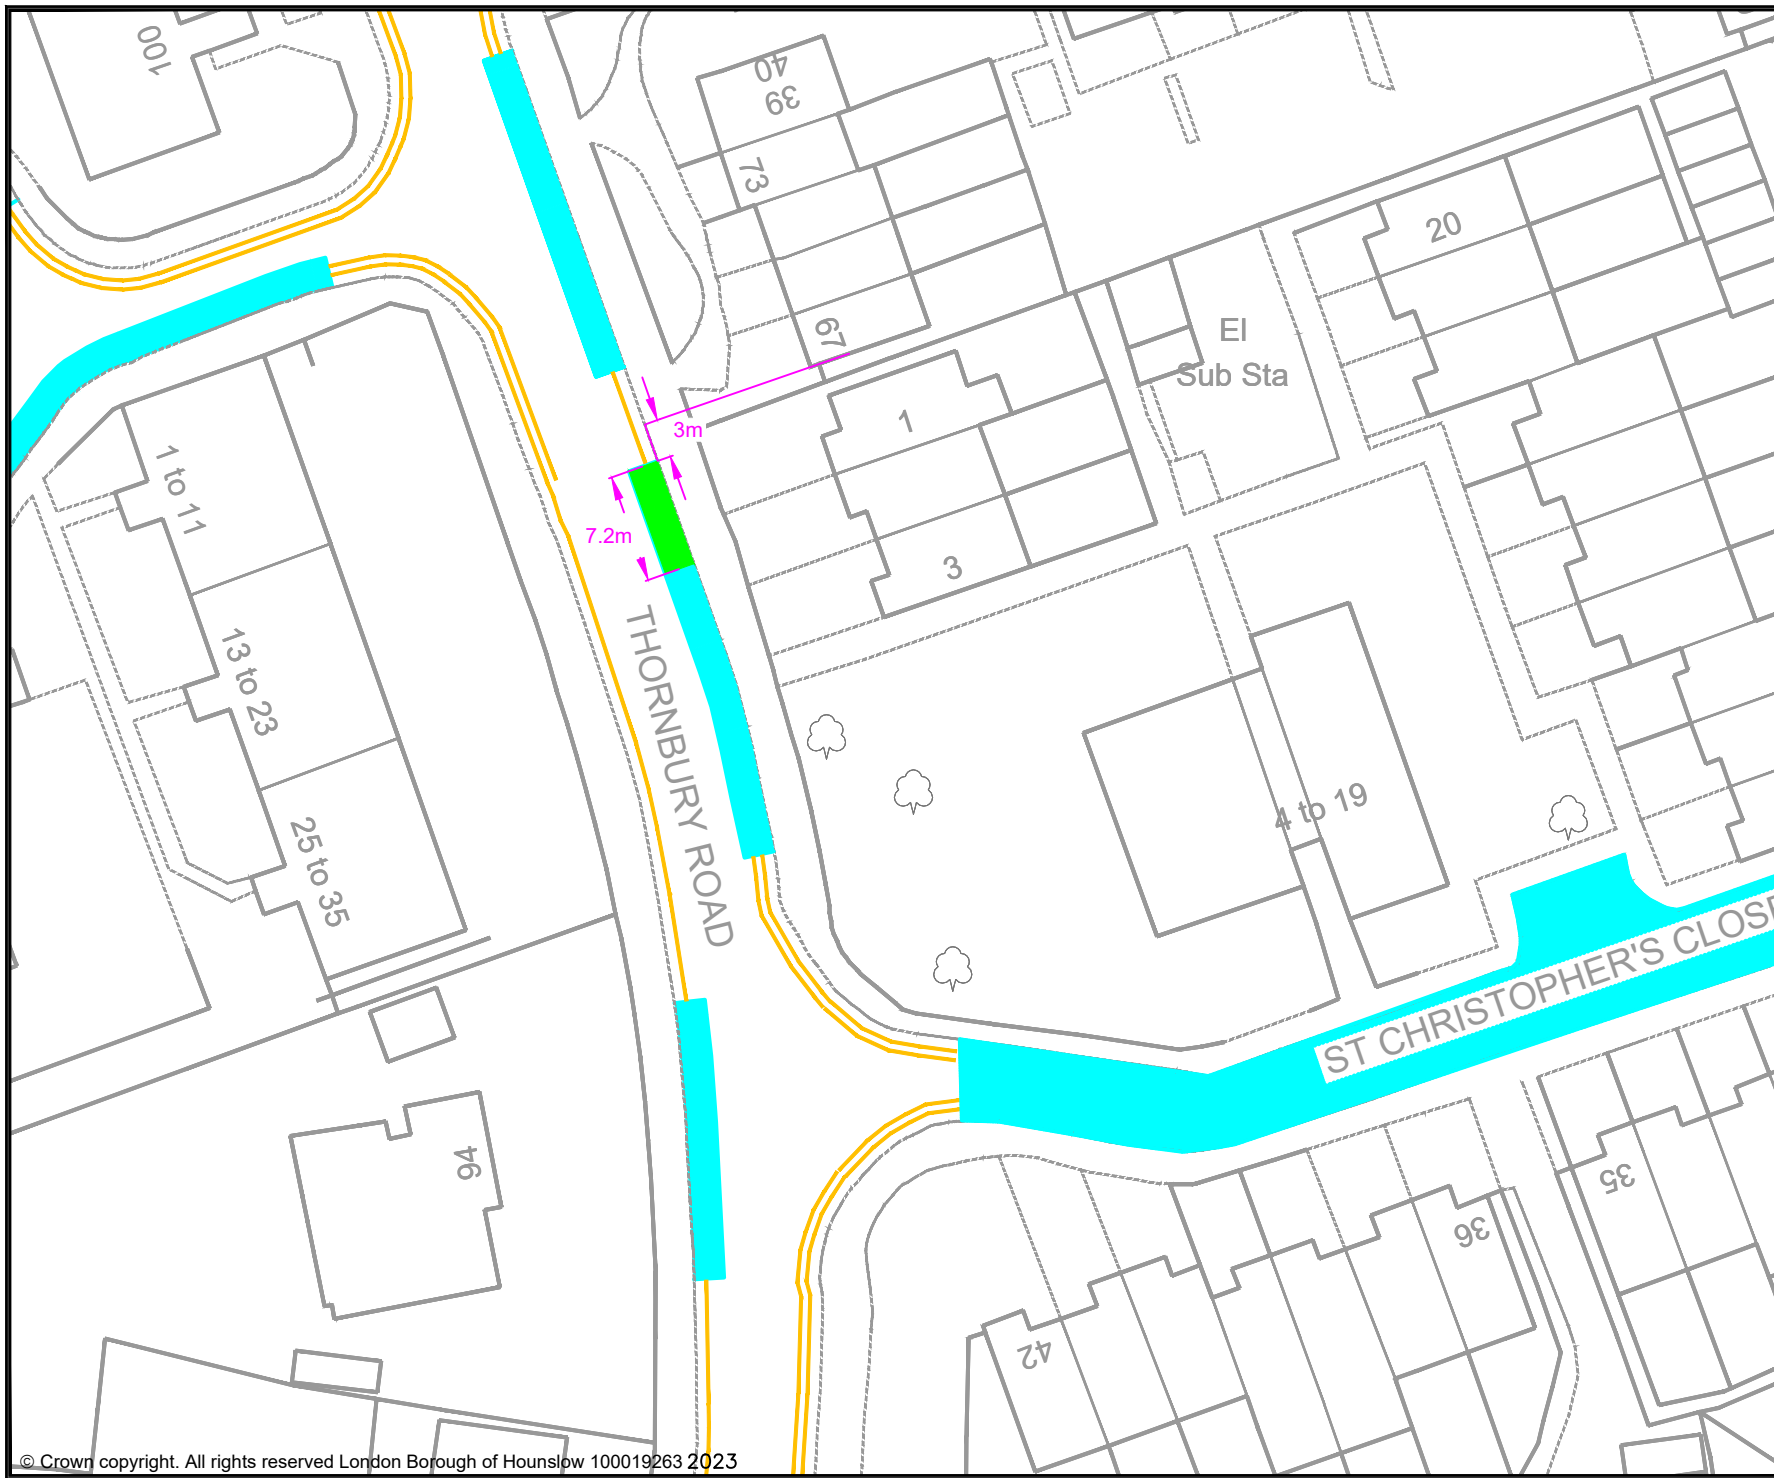 100
40
39
73
67
20
El
Sub Sta
1
3m
1 to 11
7.2m
3
13 to 23
THORNBURY ROAD
25 to 35
4 to 19
ST CHRISTOPHER'S CLOSE
94
35
36
42
© Crown copyright. All rights reserved London Borough of Hounslow 100019263 2023